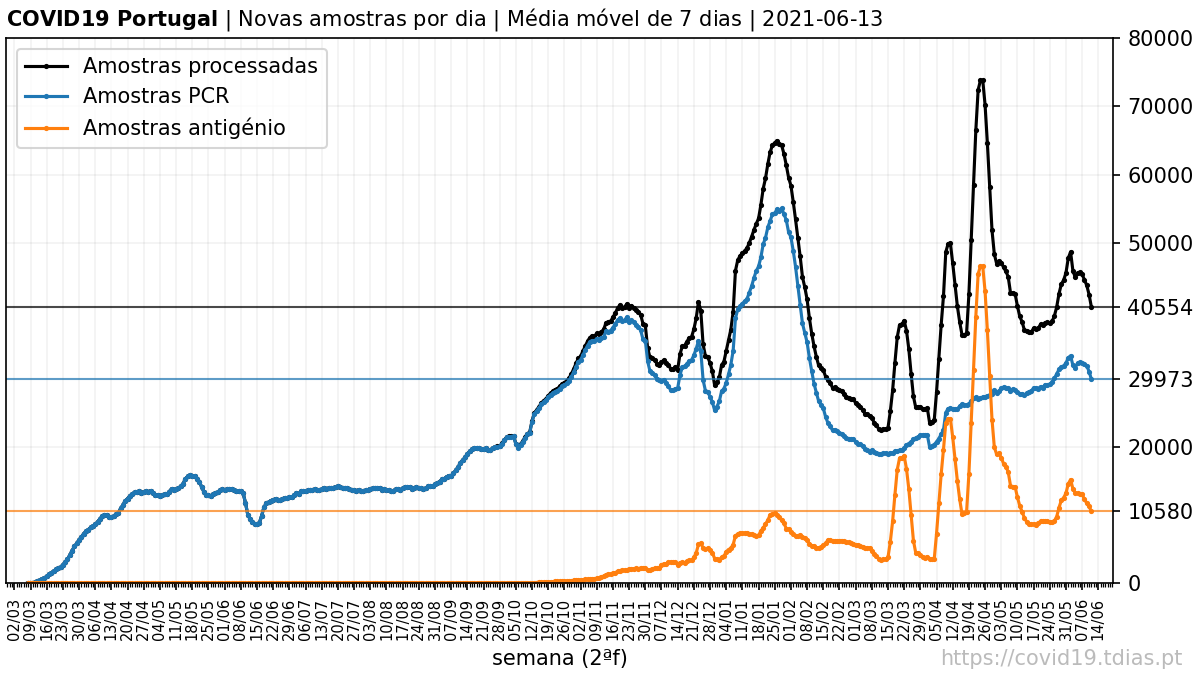 COVID19 Portugal | Novas amostras por dia | Média móvel de 7 dias | 2021-06-13
Amostras processadas
Amostras PCR
Amostras antigénio
80000
70000
60000
50000
40554
29973
20000
10580
0
02/03 09/03 16/03 23/03 30/03 06/04 13/04 20/04 27/04 04/05 11/05 18/05 25/05 01/06 08/06 15/06 22/06 29/06 06/07 13/07 20/07 27/07 03/08 10/08 17/08 24/08 31/08 07/09 14/09 21/09 28/09 05/10 12/10 19/10 26/10 02/11 09/11 16/11 23/11 30/11 07/12 14/12 21/12 28/12 04/01 11/01 18/01 25/01 01/02 08/02 15/02 22/02 01/03 08/03 15/03 22/03 29/03 05/04 12/04 19/04 26/04 03/05 10/05 17/05 24/05 31/05 07/06 14/06
semana (2ªf)
https://covid19.tdias.pt